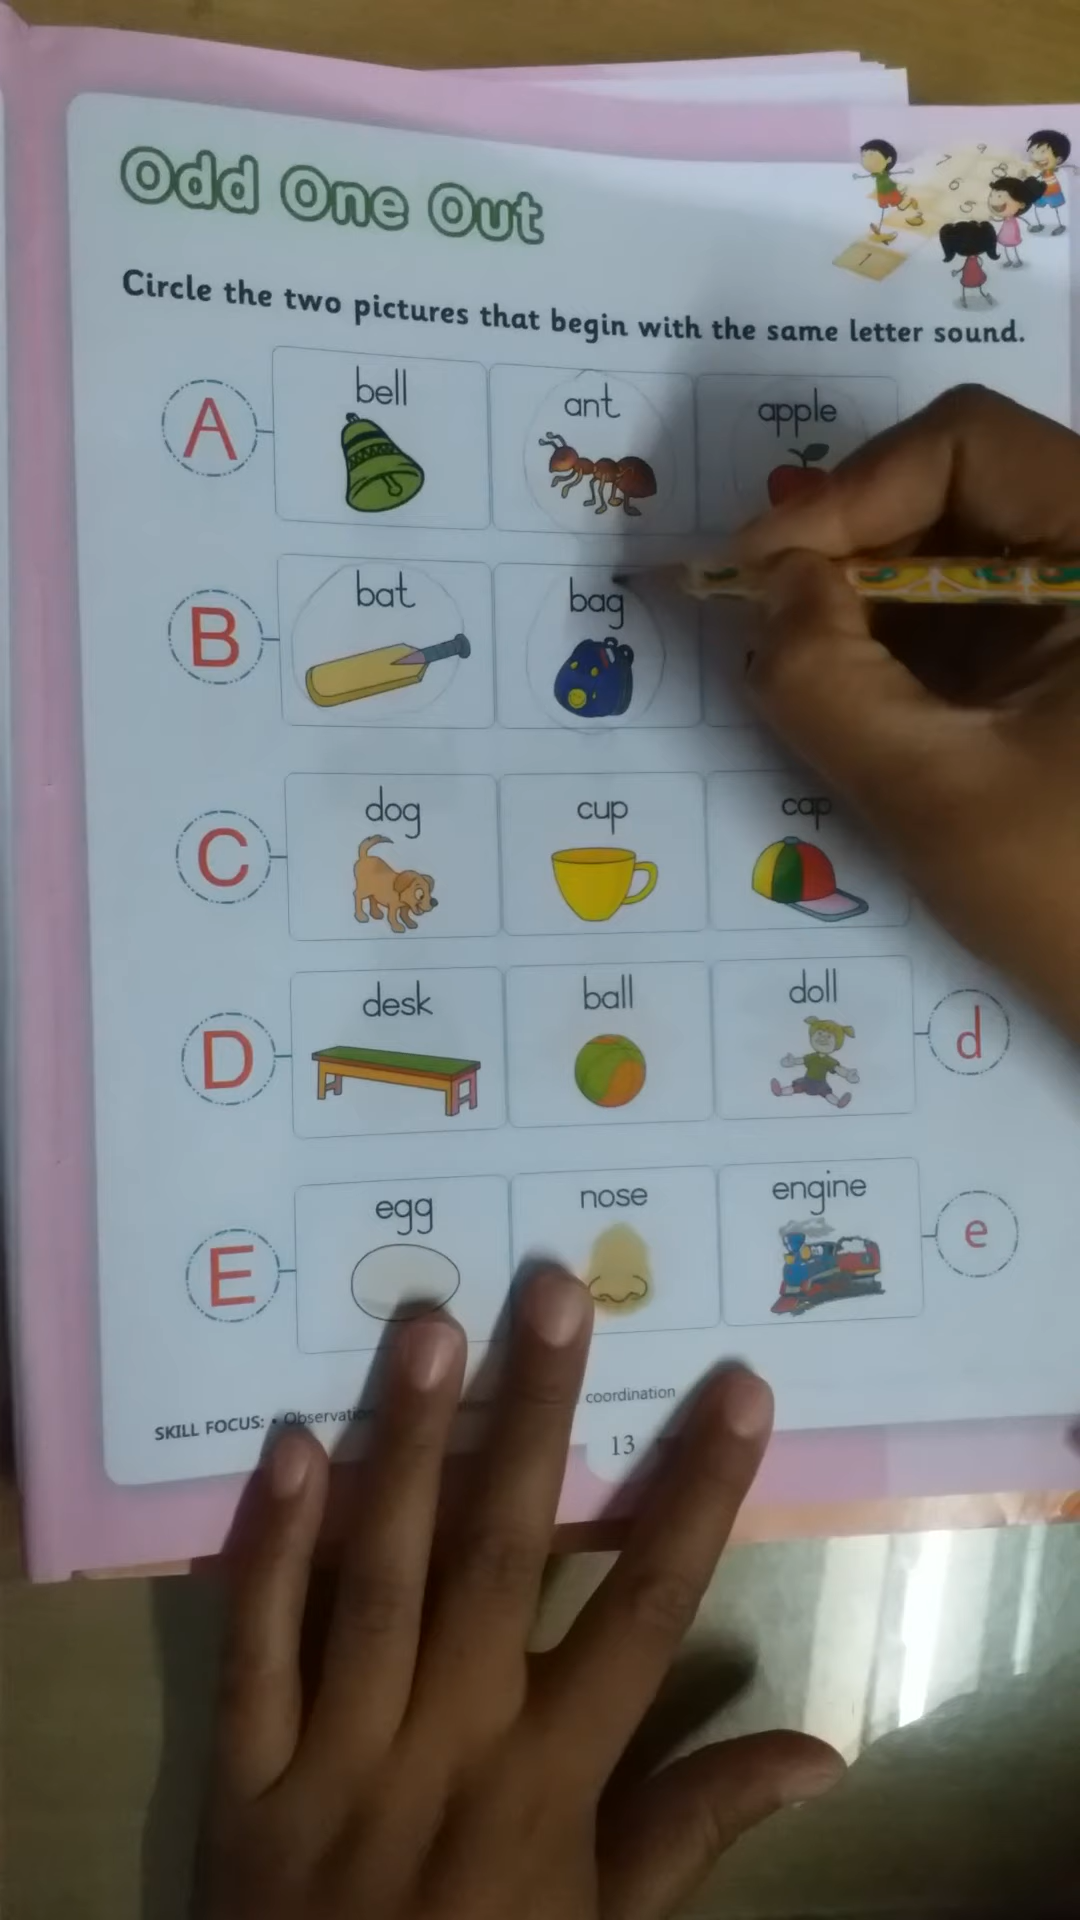 Odd One Out
Circle the two pictures that begin with the same letter sound.
A bell ant apple
B bat bag
C dog cup cap
D desk ball doll d
E egg nose engine e
SKILL FOCUS: • coordination
13